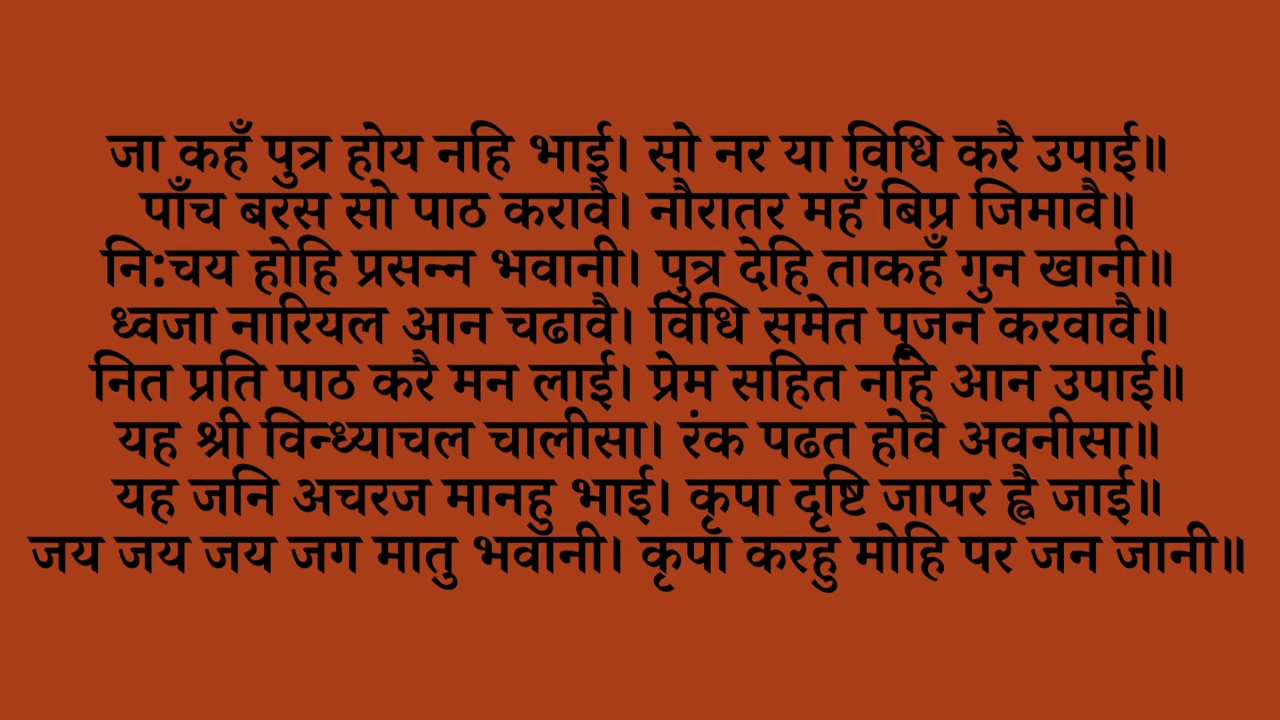 जा कहँ पुत्र होय नहि भाई। सो नर या विधि करै उपाई॥
पाँच बरस सो पाठ करावै। नौरातर महँ बिप्र जिमावै॥
नि:चय होहि प्रसन्न भवानी। पुत्र देहि ताकहँ गुन खानी॥
ध्वजा नारियल आन चढावै। विधि समेत पूजन करवावै॥
नित प्रति पाठ करै मन लाई। प्रेम सहित नहि आन उपाई॥
यह श्री विन्ध्याचल चालीसा। रंक पढत होवै अवनीसा॥
यह जनि अचरज मानहु भाई। कृपा दृष्टि जापर ह्वै जाई॥
जय जय जय जग मातु भवानी। कृपा करहु मोहि पर जन जानी॥